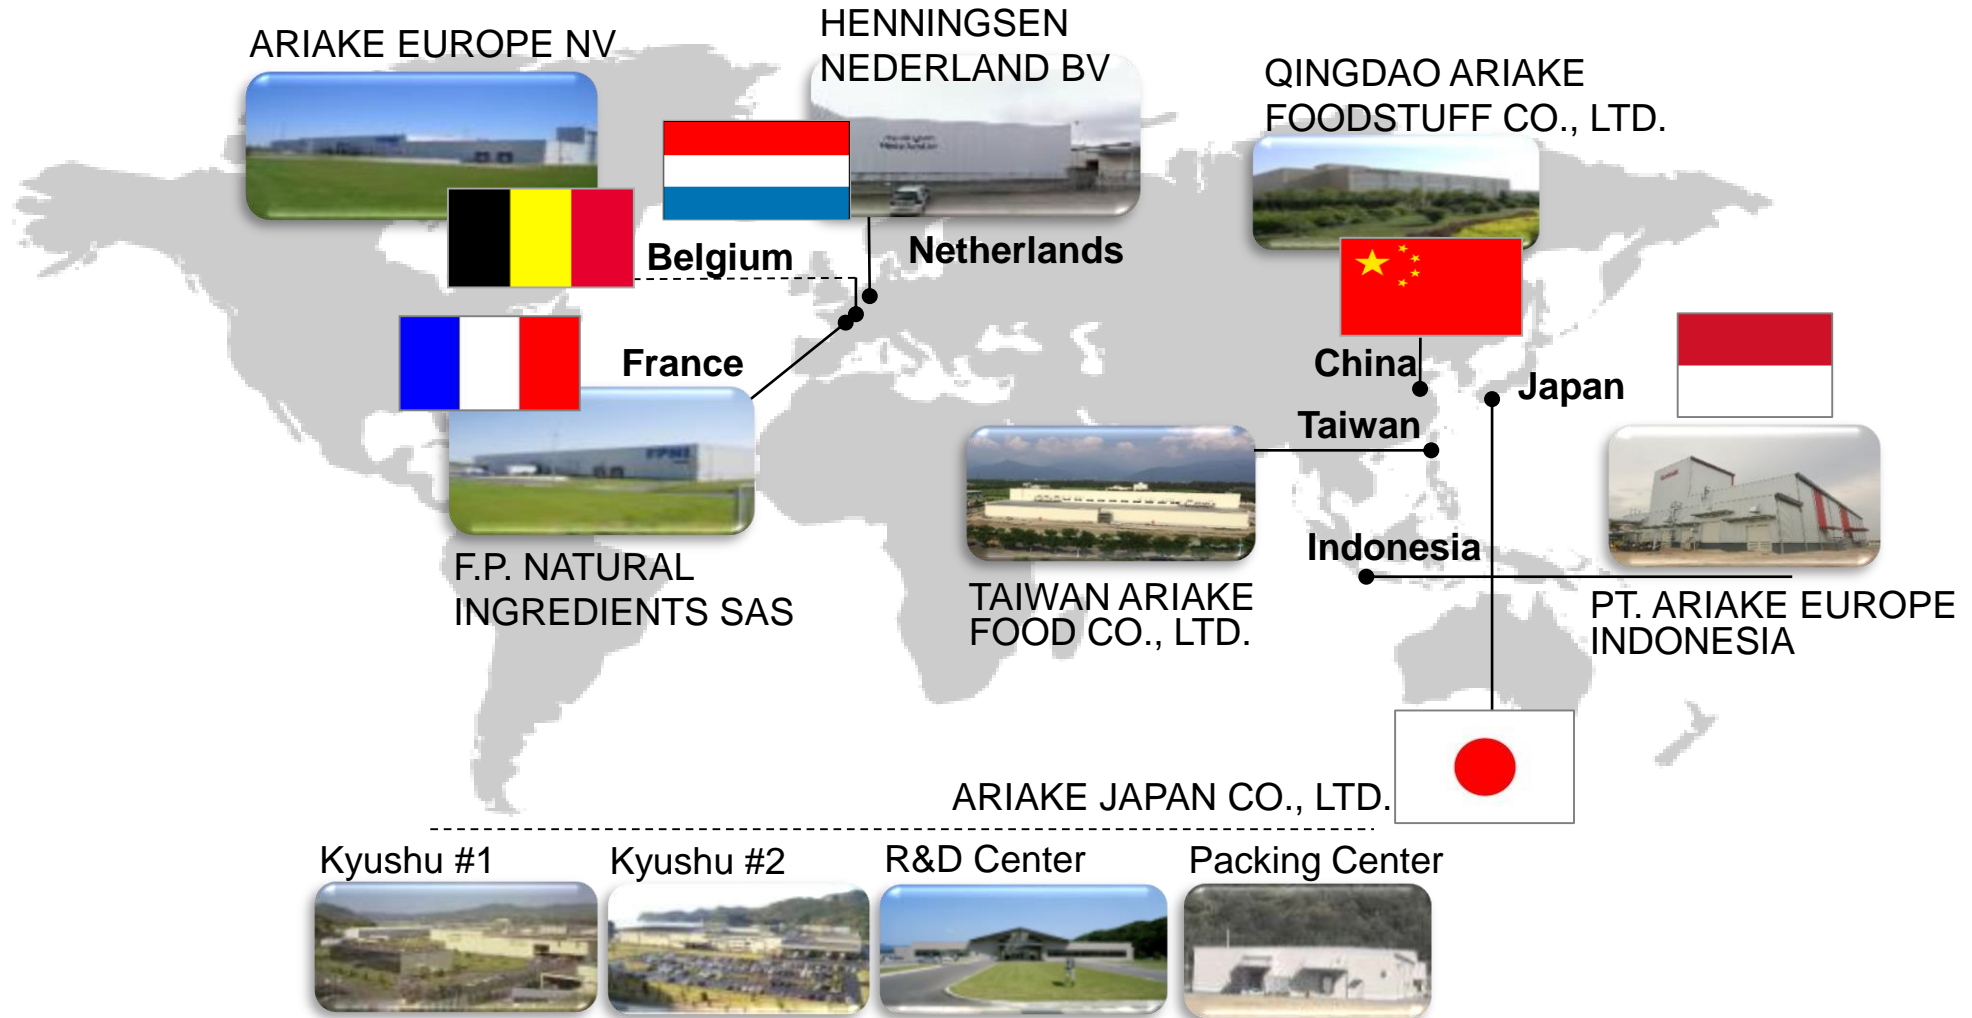 ARIAKE EUROPE NV
HENNINGSEN
NEDERLAND BV
QINGDAO ARIAKE
FOODSTUFF CO., LTD.
Belgium
Netherlands
France
China
Japan
Taiwan
Indonesia
F.P. NATURAL
INGREDIENTS SAS
TAIWAN ARIAKE
FOOD CO., LTD.
PT. ARIAKE EUROPE
INDONESIA
ARIAKE JAPAN CO., LTD.
Kyushu #1
Kyushu #2
R&D Center
Packing Center